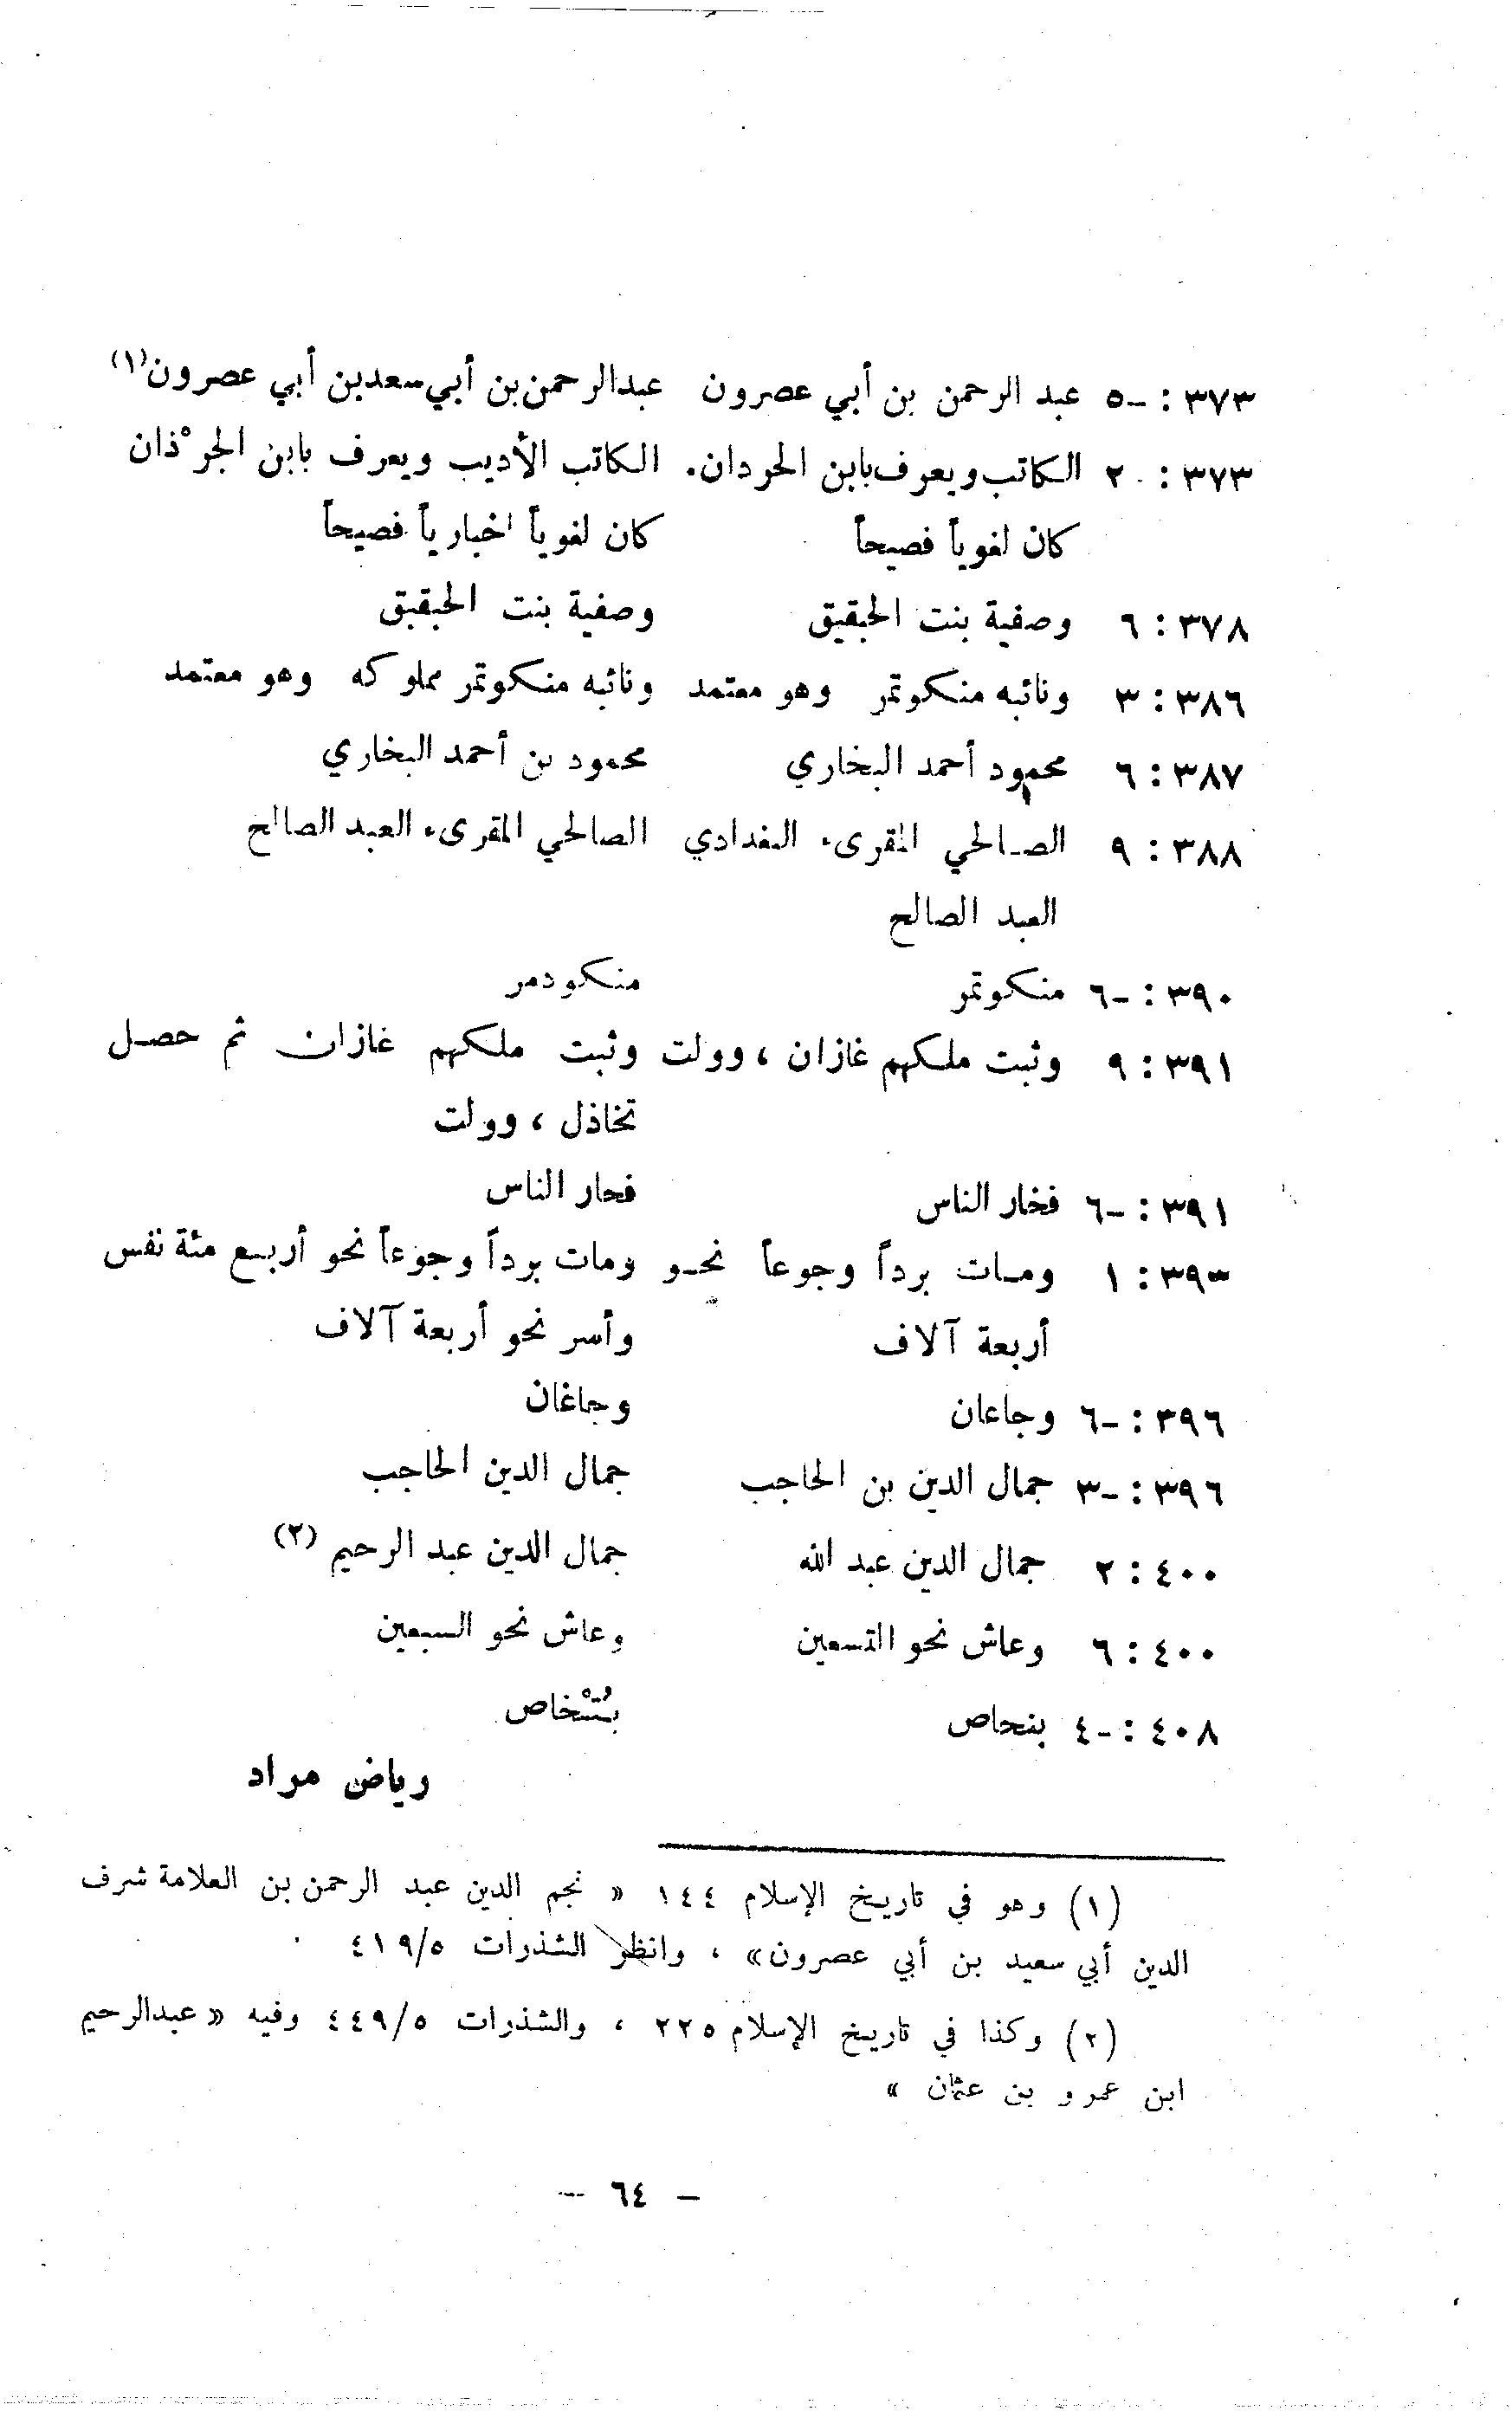 ٣٧٣ : -٥ عبد الرحمن بن أبي عصرون عبدالرحمن بن أبي سعد بن أبي عصرون(١)
٣٧٣ : ٢٠ الكاتب ويعرف بابن الحردان. الكاتب الأديب ويعرف بابن الجرْذان
كان لغوياً فصيحاً كان لغوياً اخبارياً فصيحاً
٣٧٨ : ٦ وصفية بنت الحبقيق وصفية بنت الحبقبق
٣٨٦ : ٣ ونائبه منكوتمر وهو معتمد ونائبه منكوتمر مملوكه وهو معتمد
٣٨٧ : ٦ محمود أحمد البخاري محمود بن أحمد البخاري
٣٨٨ : ٩ الصالحي المقرىء البغدادي الصالحي المقرىء العبد الصالح
العبد الصالح
٣٩٠ : -٦ منكوتمر منكودمر
٣٩١ : ٩ وثبت ملكهم غازان ، وولت وثبت ملكهم غازان ثم حصل
تخاذل ، وولت
٣٩١ : -٦ فخار الناس فحار الناس
٣٩٣ : ١ ومات برداً وجوعاً نحو ومات برداً وجوعاً نحو أربع مئة نفس
أربعة آلاف وأسر نحو أربعة آلاف
٣٩٦ : -٦ وجاعان وجاغان
٣٩٦ : -٣ جمال الدين بن الحاجب جمال الدين الحاجب
٤٠٠ : ٢ جمال الدين عبد الله جمال الدين عبد الرحيم (٢)
٤٠٠ : ٦ وعاش نحو التسعين وعاش نحو السبعين
٤٠٨ : -٤ بنحاص بُتْخاص
رياض مراد
(١) وهو في تاريخ الإسلام ١٤٤ « نجم الدين عبد الرحمن بن العلامة شرف
الدين أبي سعيد بن أبي عصرون» ، وانظر الشذرات ٤١٩/٥
(٢) وكذا في تاريخ الإسلام ٢٢٥ ، والشذرات ٤٤٩/٥ وفيه « عبدالرحيم
ابن عمرو بن عثمان »
- ٦٤ -